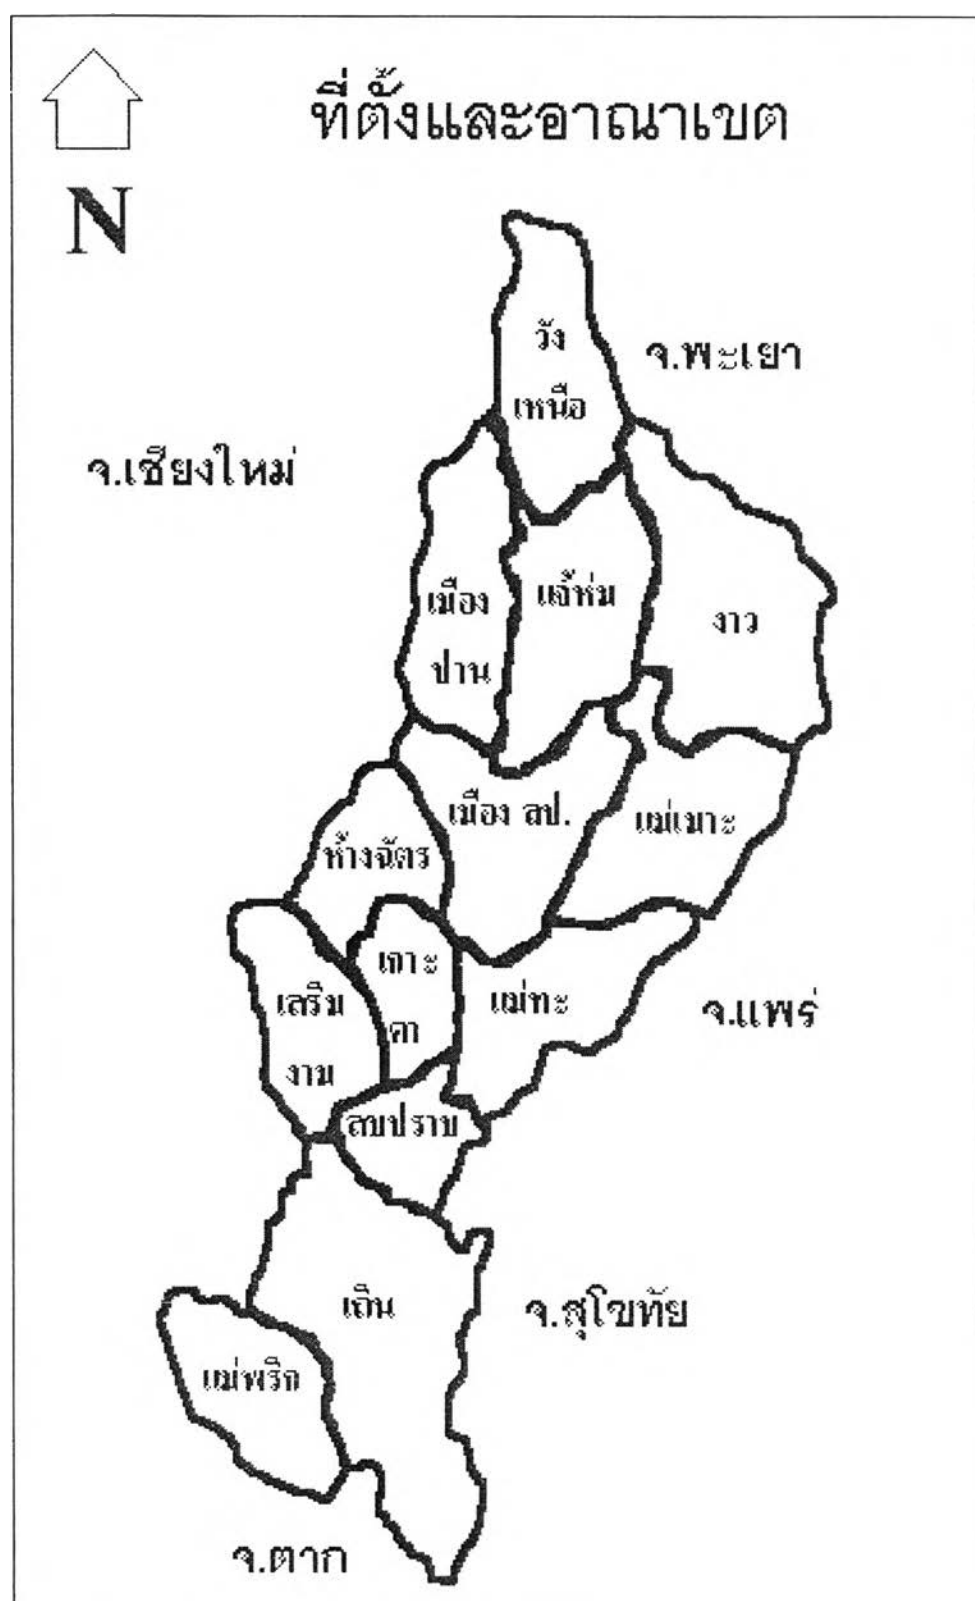 ที่ตั้งและอาณาเขต
N
วัง
เหนือ
จ.พะเยา
จ.เชียงใหม่
เมือง
ปาน
แจ้ห่ม
งาว
เมือง ลป.
แม่เมาะ
ห้างฉัตร
เกาะ
คา
เสริม
งาม
แม่ทะ
จ.แพร่
สบปราบ
เถิน
จ.สุโขทัย
แม่พริก
จ.ตาก